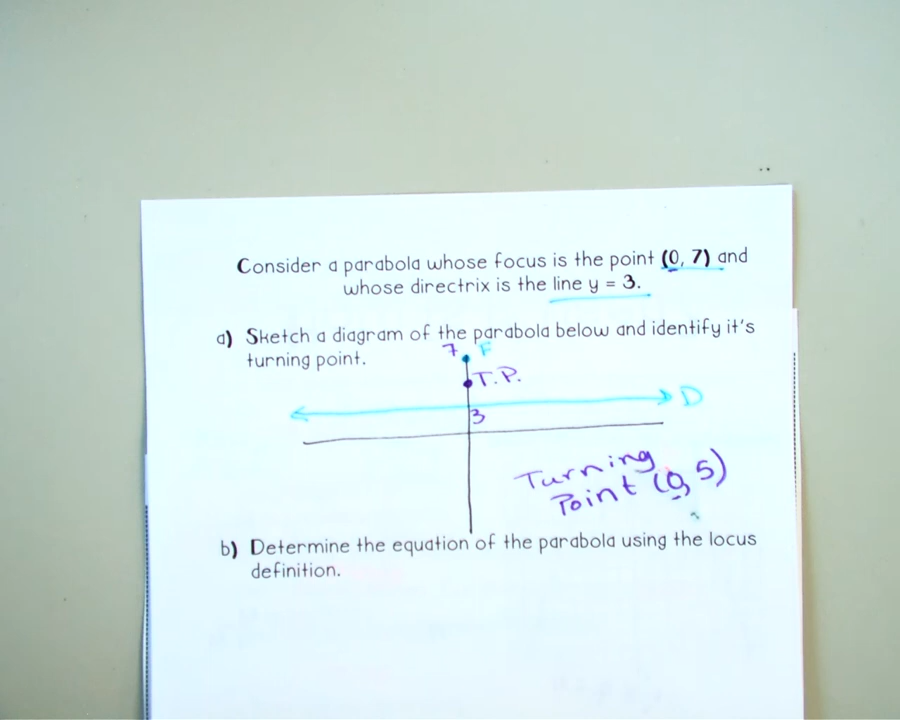 Consider a parabola whose focus is the point (0, 7) and
whose directrix is the line y = 3.
a) Sketch a diagram of the parabola below and identify it's
turning point.
7 F
T.P.
D
3
Turning
Point (0, 5)
b) Determine the equation of the parabola using the locus
definition.